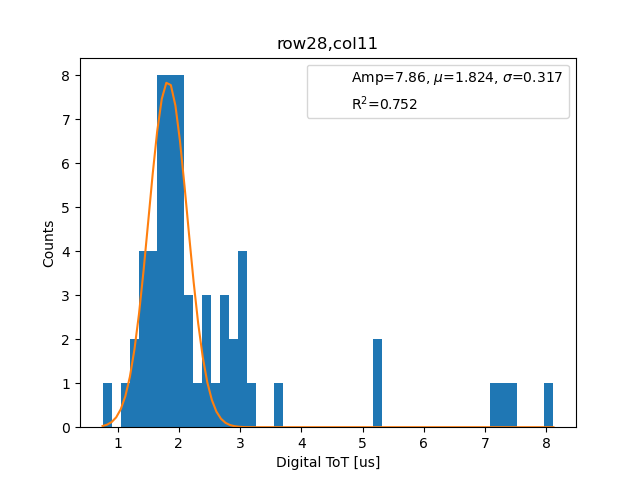 row28,col11
Amp=7.86, μ=1.824, σ=0.317
R²=0.752
8
7
6
5
4
3
2
1
0
Counts
1 2 3 4 5 6 7 8
Digital ToT [us]